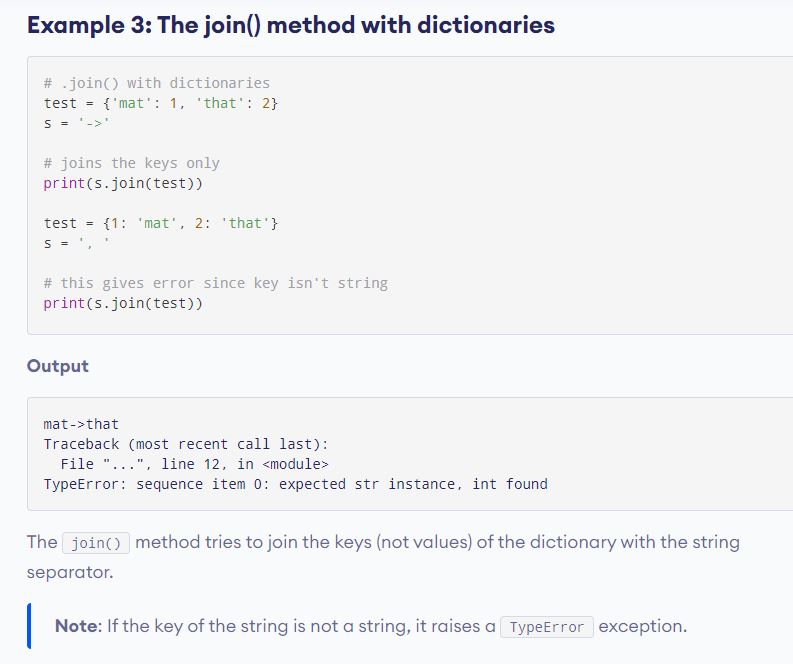 Example 3: The join() method with dictionaries
# .join() with dictionaries
test = {'mat': 1, 'that': 2}
s = '->'
# joins the keys only
print(s.join(test))
test = {1: 'mat', 2: 'that'}
s = ', '
# this gives error since key isn't string
print(s.join(test))
Output
mat->that
Traceback (most recent call last):
  File "...", line 12, in <module>
TypeError: sequence item 0: expected str instance, int found
The join() method tries to join the keys (not values) of the dictionary with the string
separator.
Note: If the key of the string is not a string, it raises a TypeError exception.